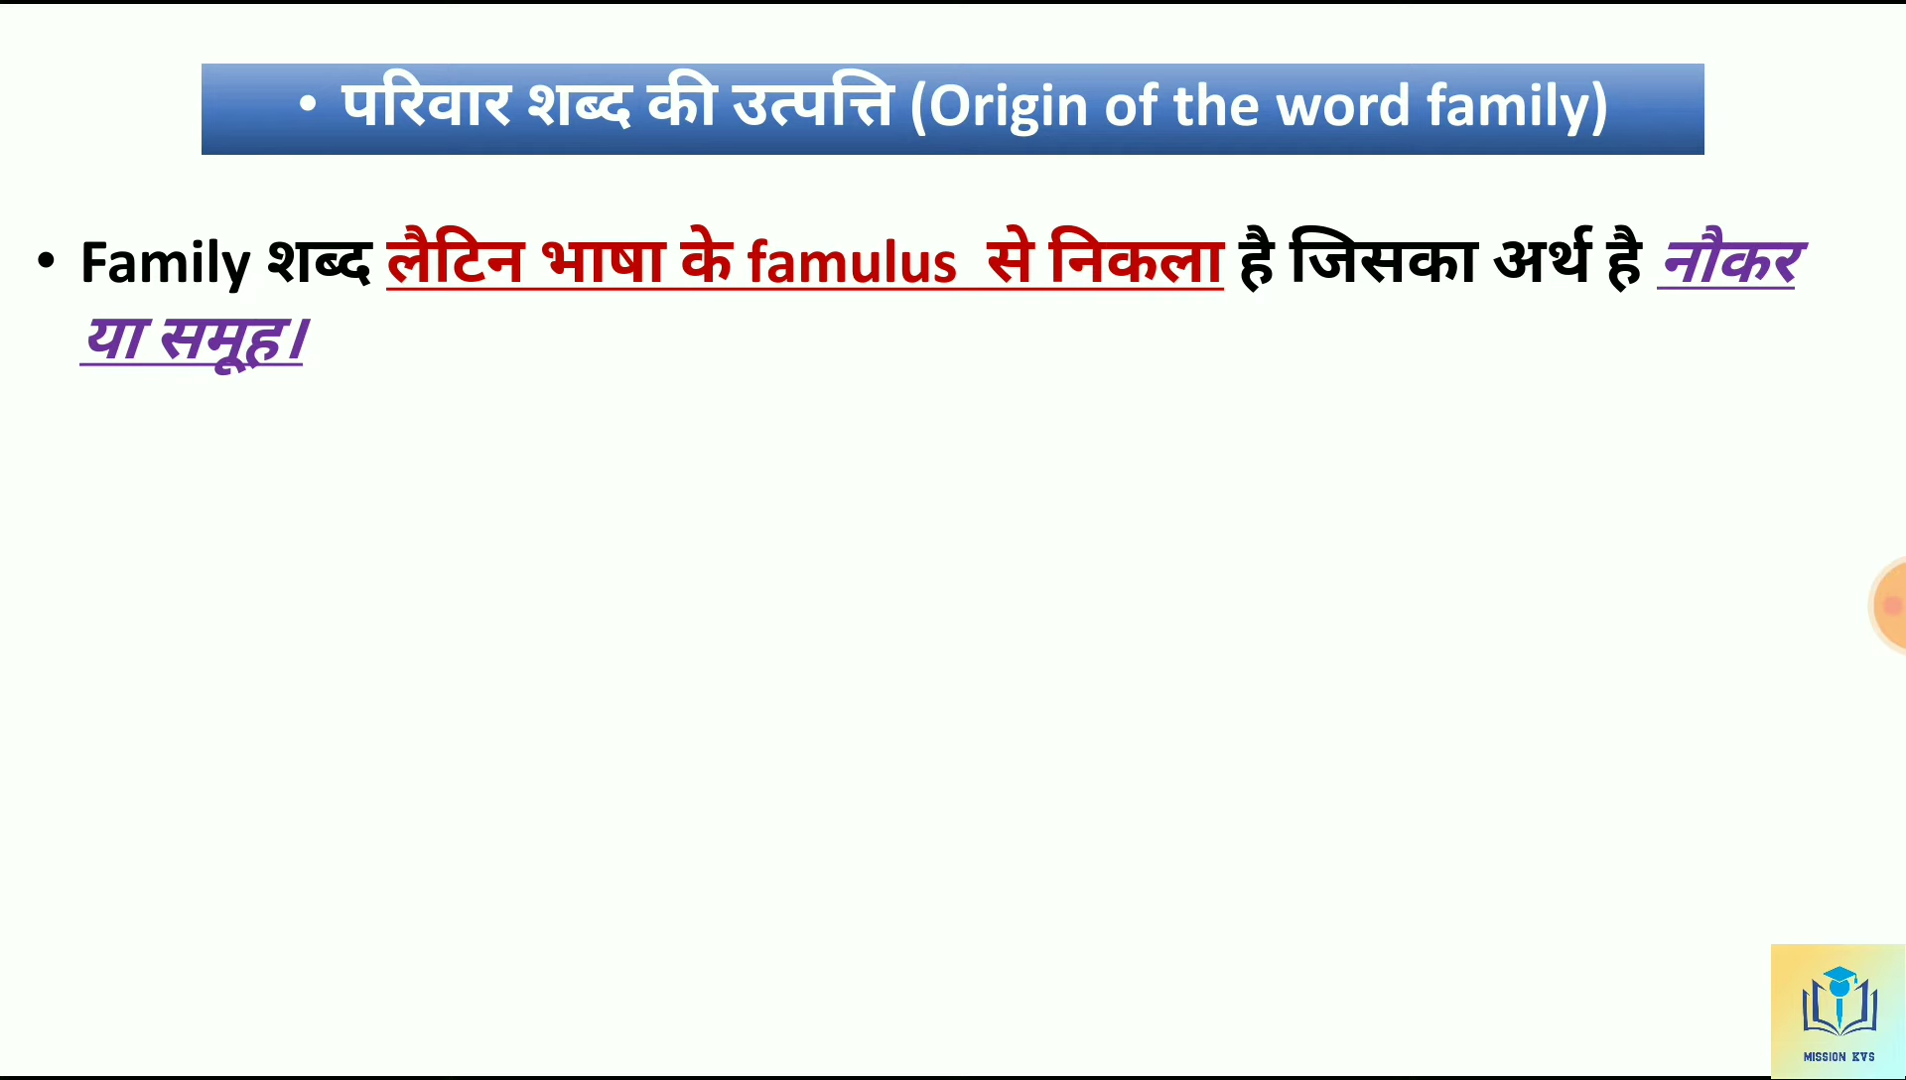 • परिवार शब्द की उत्पत्ति (Origin of the word family)
• Family शब्द लैटिन भाषा के famulus से निकला है जिसका अर्थ है नौकर
या समूह।
MISSION KVS